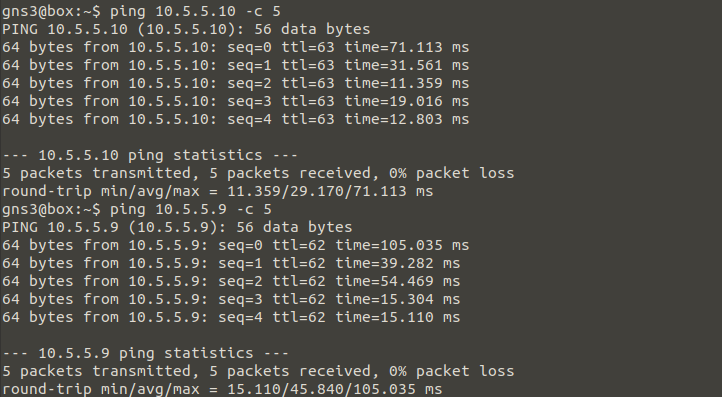 gns3@box:~$ ping 10.5.5.10 -c 5
PING 10.5.5.10 (10.5.5.10): 56 data bytes
64 bytes from 10.5.5.10: seq=0 ttl=63 time=71.113 ms
64 bytes from 10.5.5.10: seq=1 ttl=63 time=31.561 ms
64 bytes from 10.5.5.10: seq=2 ttl=63 time=11.359 ms
64 bytes from 10.5.5.10: seq=3 ttl=63 time=19.016 ms
64 bytes from 10.5.5.10: seq=4 ttl=63 time=12.803 ms

--- 10.5.5.10 ping statistics ---
5 packets transmitted, 5 packets received, 0% packet loss
round-trip min/avg/max = 11.359/29.170/71.113 ms
gns3@box:~$ ping 10.5.5.9 -c 5
PING 10.5.5.9 (10.5.5.9): 56 data bytes
64 bytes from 10.5.5.9: seq=0 ttl=62 time=105.035 ms
64 bytes from 10.5.5.9: seq=1 ttl=62 time=39.282 ms
64 bytes from 10.5.5.9: seq=2 ttl=62 time=54.469 ms
64 bytes from 10.5.5.9: seq=3 ttl=62 time=15.304 ms
64 bytes from 10.5.5.9: seq=4 ttl=62 time=15.110 ms

--- 10.5.5.9 ping statistics ---
5 packets transmitted, 5 packets received, 0% packet loss
round-trip min/avg/max = 15.110/45.840/105.035 ms